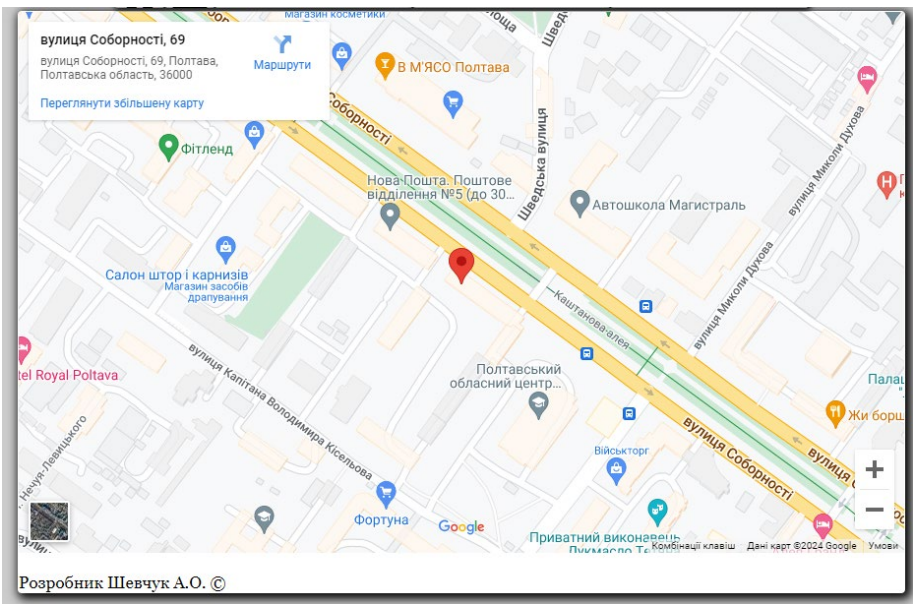 Магазин косметики
вулиця Соборності, 69
вулиця Соборності, 69, Полтава,
Полтавська область, 36000
Маршрути
Переглянути збільшену карту
В М'ЯСО Полтава
Соборності
Фітленд
Шведська вулиця
вулиця Миколи Духова
Нова Пошта. Поштове
відділення №5 (до 30...
Автошкола Магистраль
Салон штор і карнизів
Магазин засобів
драпування
Каштанова алея
вулиця Миколи Духова
tel Royal Poltava
вулиця Капітана Володимира Кісельова
Полтавський
обласний центр...
Палац
Жи борщ
Нечуя-Левицького
вулиця Соборності
Військторг
Фортуна
Google
Приватний виконавець
Комбінації клавіш
Дані карт ©2024 Google
Умови
Розробник Шевчук А.О. ©